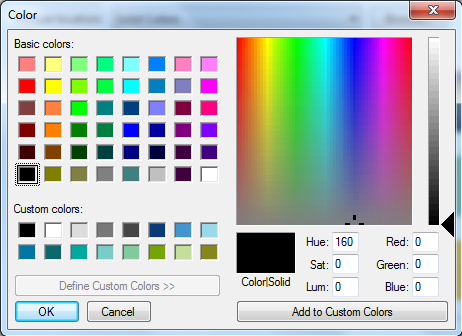 Color
Basic colors:
Custom colors:
Define Custom Colors >>
OK
Cancel
Color|Solid
Hue: 160
Sat: 0
Lum: 0
Red: 0
Green: 0
Blue: 0
Add to Custom Colors